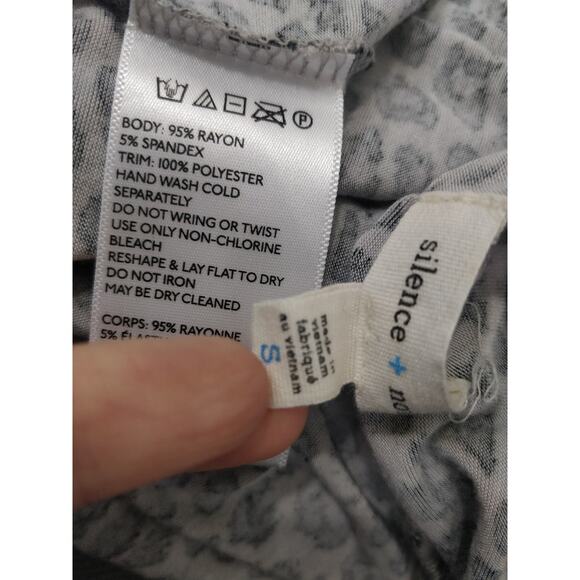 BODY: 95% RAYON
5% SPANDEX
TRIM: 100% POLYESTER
HAND WASH COLD
SEPARATELY
DO NOT WRING OR TWIST
USE ONLY NON-CHLORINE
BLEACH
RESHAPE & LAY FLAT TO DRY
DO NOT IRON
MAY BE DRY CLEANED
CORPS: 95% RAYONNE
5%
silence + no
S
made in
vietnam
fabriqué
au vietnam
P